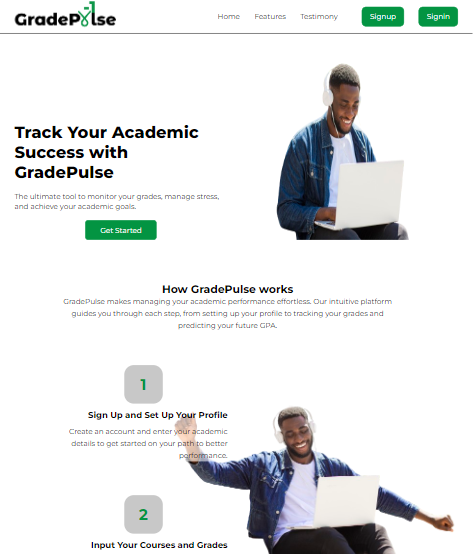 GradePulse
Home Features Testimony Signup Signin
Track Your Academic
Success with
GradePulse
The ultimate tool to monitor your grades, manage stress,
and achieve your academic goals.
Get Started
How GradePulse works
GradePulse makes managing your academic performance effortless. Our intuitive platform
guides you through each step, from setting up your profile to tracking your grades and
predicting your future GPA.
1
Sign Up and Set Up Your Profile
Create an account and enter your academic
details to get started on your path to better
performance.
2
Input Your Courses and Grades